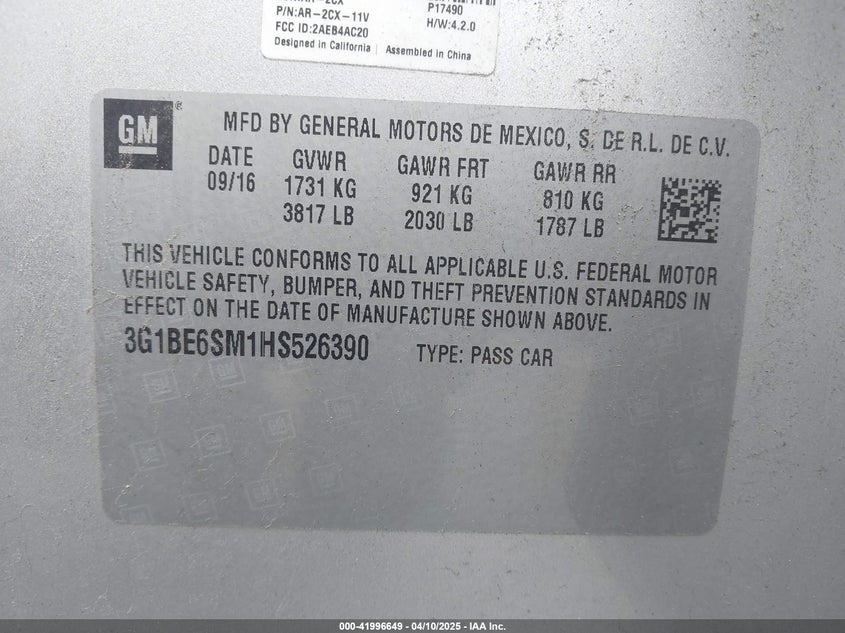 P/N:AR-2CX-11V
FCC ID:2AEB4AC20
Designed in California | Assembled in China
P17490
H/W:4.2.0
GM®
MFD BY GENERAL MOTORS DE MEXICO, S. DE R.L. DE C.V.
DATE GVWR GAWR FRT GAWR RR
09/16 1731 KG 921 KG 810 KG
3817 LB 2030 LB 1787 LB
THIS VEHICLE CONFORMS TO ALL APPLICABLE U.S. FEDERAL MOTOR
VEHICLE SAFETY, BUMPER, AND THEFT PREVENTION STANDARDS IN
EFFECT ON THE DATE OF MANUFACTURE SHOWN ABOVE.
3G1BE6SM1HS526390 TYPE: PASS CAR
000-41996649 - 04/10/2025 - IAA Inc.